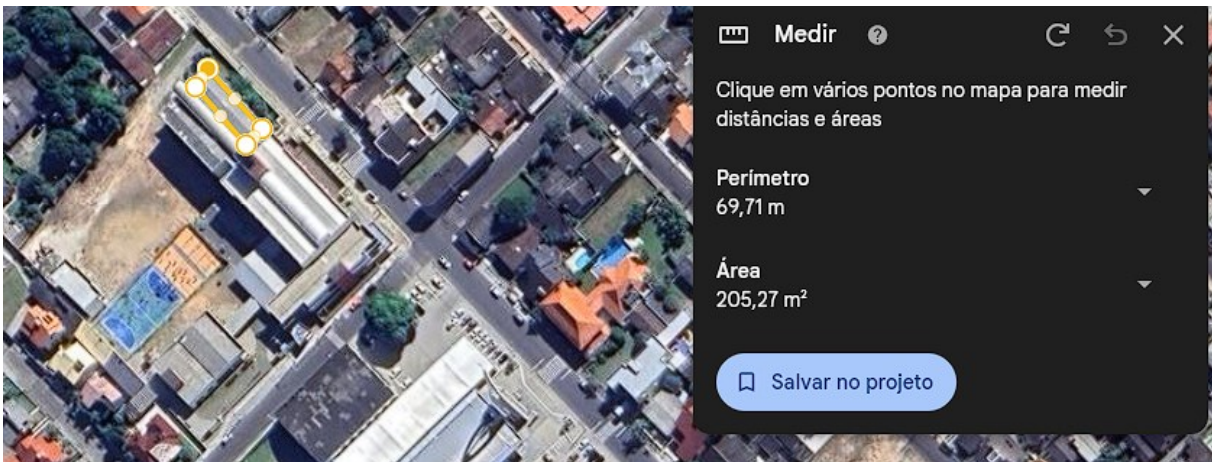 Medir
Clique em vários pontos no mapa para medir
distâncias e áreas
Perímetro
69,71 m
Área
205,27 m²
Salvar no projeto